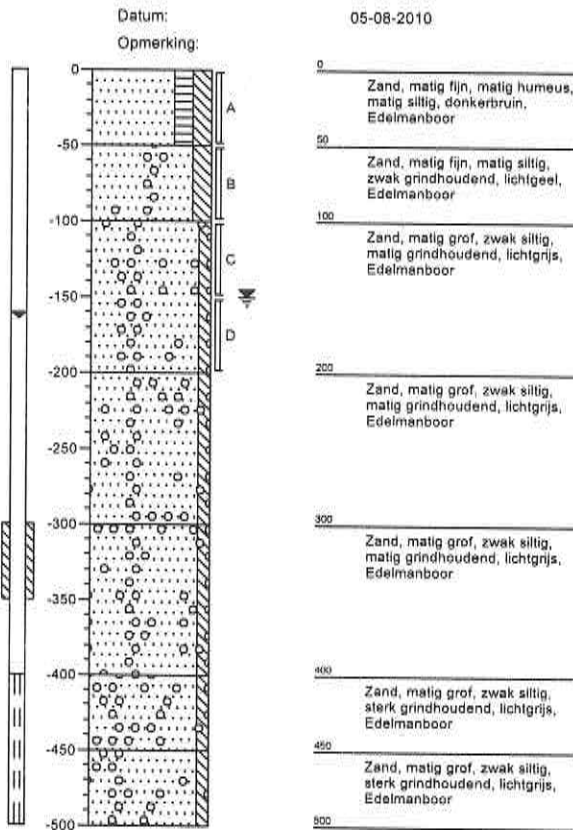 Datum: 05-08-2010
Opmerking:
0
-50
-100
-150
-200
-250
-300
-350
-400
-450
-500
A
B
C
D
0
Zand, matig fijn, matig humeus,
matig siltig, donkerbruin,
Edelmanboor
50
Zand, matig fijn, matig siltig,
zwak grindhoudend, lichtgeel,
Edelmanboor
100
Zand, matig grof, zwak siltig,
matig grindhoudend, lichtgrijs,
Edelmanboor
200
Zand, matig grof, zwak siltig,
matig grindhoudend, lichtgrijs,
Edelmanboor
300
Zand, matig grof, zwak siltig,
matig grindhoudend, lichtgrijs,
Edelmanboor
400
Zand, matig grof, zwak siltig,
sterk grindhoudend, lichtgrijs,
Edelmanboor
450
Zand, matig grof, zwak siltig,
sterk grindhoudend, lichtgrijs,
Edelmanboor
500